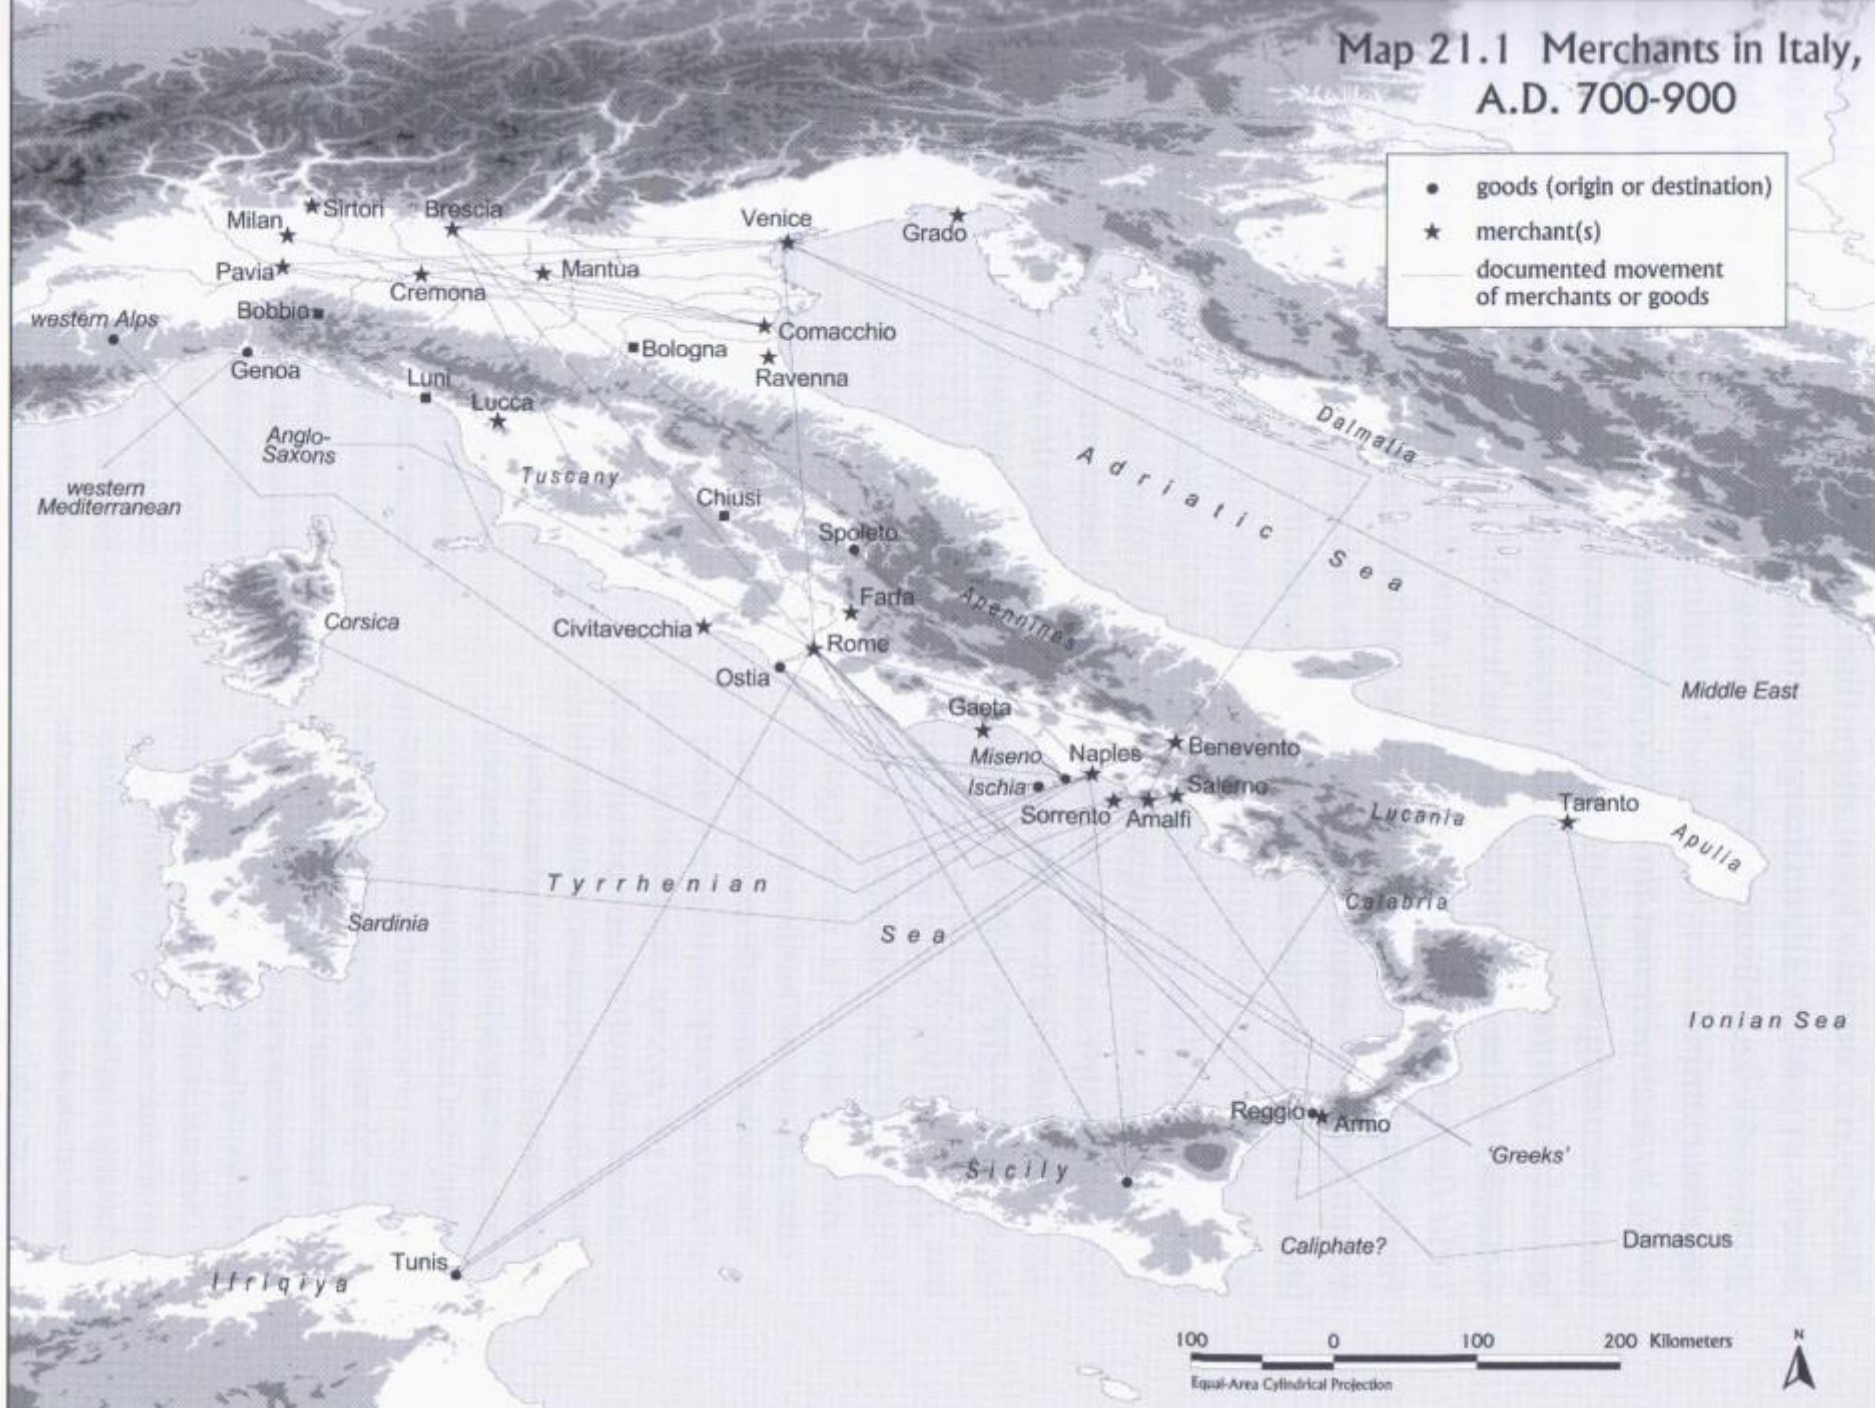 Map 21.1 Merchants in Italy,
A.D. 700-900
goods (origin or destination)
merchant(s)
documented movement
of merchants or goods
Sirtori
Brescia
Milan
Venice
Grado
Pavia
Cremona
Mantua
Bobbio
western Alps
Genoa
Comacchio
Bologna
Ravenna
Luni
Lucca
Anglo-
Saxons
western
Mediterranean
Tuscany
Chiusi
Spoleto
Dalmatia
Adriatic Sea
Corsica
Civitavecchia
Farfa
Apennines
Rome
Ostia
Middle East
Gaeta
Miseno
Naples
Benevento
Ischia
Salerno
Sorrento
Amalfi
Lucania
Taranto
Apulia
Tyrrhenian
Sea
Sardinia
Calabria
Ionian Sea
Reggio
Armo
'Greeks'
Sicily
Caliphate?
Damascus
Tunis
Ifriqiya
100 0 100 200 Kilometers
Equal-Area Cylindrical Projection
N